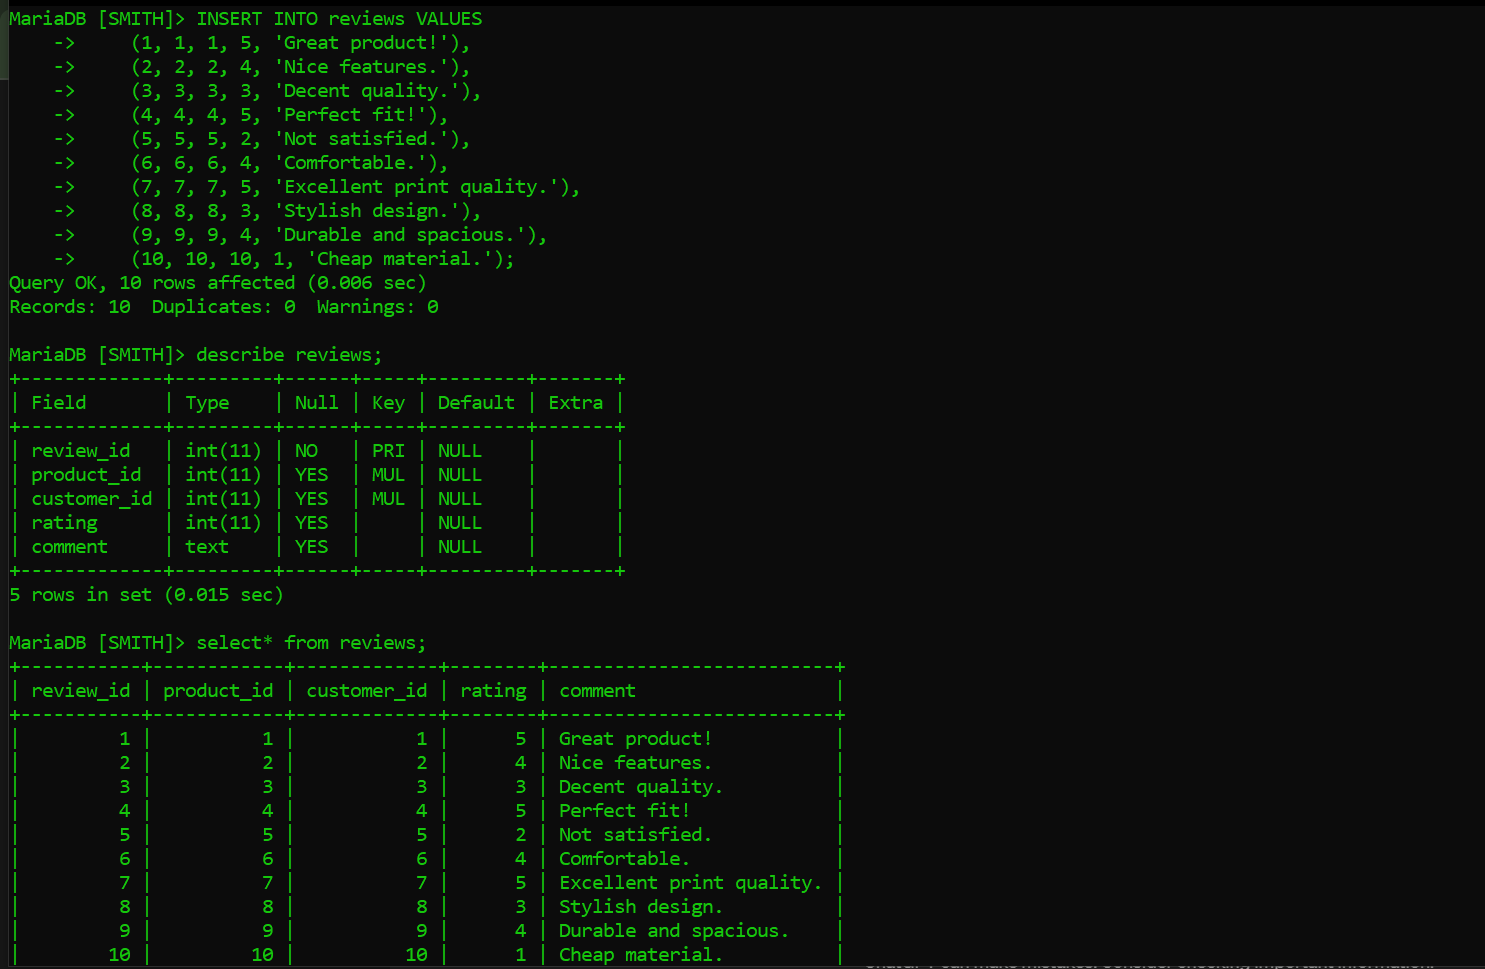 MariaDB [SMITH]> INSERT INTO reviews VALUES
    ->     (1, 1, 1, 5, 'Great product!'),
    ->     (2, 2, 2, 4, 'Nice features.'),
    ->     (3, 3, 3, 3, 'Decent quality.'),
    ->     (4, 4, 4, 5, 'Perfect fit!'),
    ->     (5, 5, 5, 2, 'Not satisfied.'),
    ->     (6, 6, 6, 4, 'Comfortable.'),
    ->     (7, 7, 7, 5, 'Excellent print quality.'),
    ->     (8, 8, 8, 3, 'Stylish design.'),
    ->     (9, 9, 9, 4, 'Durable and spacious.'),
    ->     (10, 10, 10, 1, 'Cheap material.');
Query OK, 10 rows affected (0.006 sec)
Records: 10  Duplicates: 0  Warnings: 0

MariaDB [SMITH]> describe reviews;
+-------------+---------+------+-----+---------+-------+
| Field       | Type    | Null | Key | Default | Extra |
+-------------+---------+------+-----+---------+-------+
| review_id   | int(11) | NO   | PRI | NULL    |       |
| product_id  | int(11) | YES  | MUL | NULL    |       |
| customer_id | int(11) | YES  | MUL | NULL    |       |
| rating      | int(11) | YES  |     | NULL    |       |
| comment     | text    | YES  |     | NULL    |       |
+-------------+---------+------+-----+---------+-------+
5 rows in set (0.015 sec)

MariaDB [SMITH]> select* from reviews;
+-----------+------------+-------------+--------+--------------------------+
| review_id | product_id | customer_id | rating | comment                  |
+-----------+------------+-------------+--------+--------------------------+
|         1 |          1 |           1 |      5 | Great product!           |
|         2 |          2 |           2 |      4 | Nice features.           |
|         3 |          3 |           3 |      3 | Decent quality.          |
|         4 |          4 |           4 |      5 | Perfect fit!             |
|         5 |          5 |           5 |      2 | Not satisfied.           |
|         6 |          6 |           6 |      4 | Comfortable.             |
|         7 |          7 |           7 |      5 | Excellent print quality. |
|         8 |          8 |           8 |      3 | Stylish design.          |
|         9 |          9 |           9 |      4 | Durable and spacious.    |
|        10 |         10 |          10 |      1 | Cheap material.          |